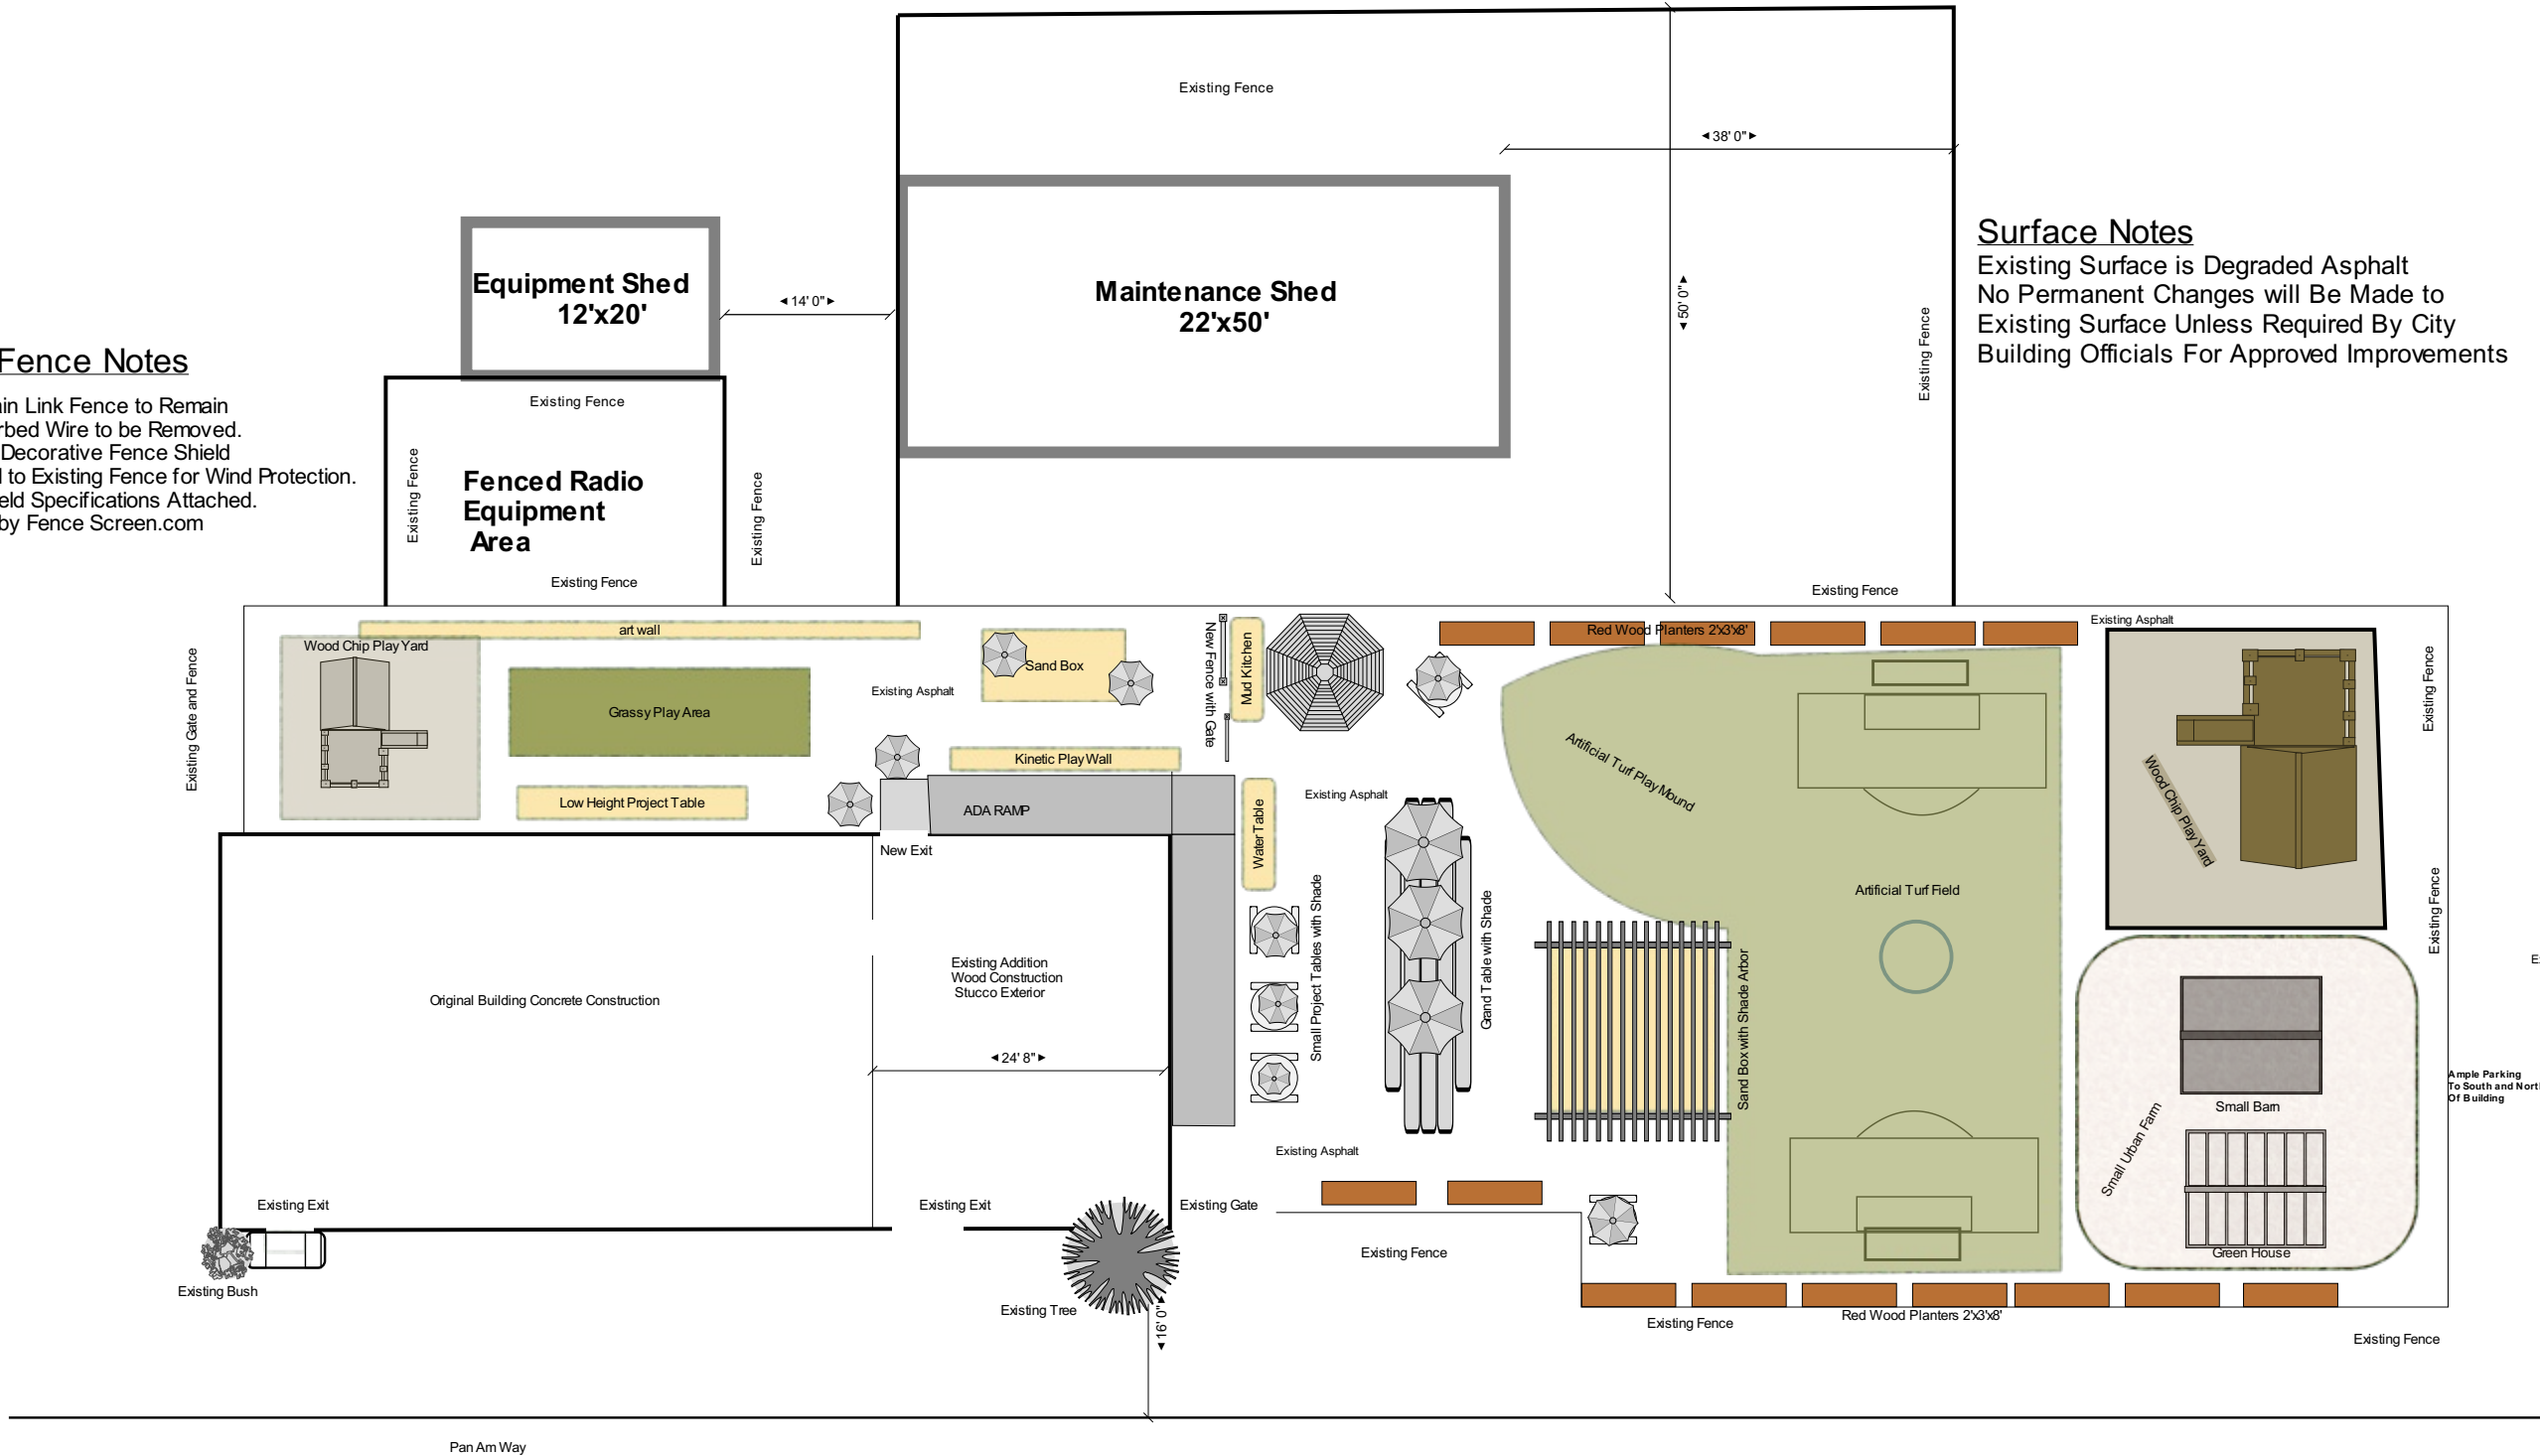 Existing Fence
38' 0"
Surface Notes
Existing Surface is Degraded Asphalt
No Permanent Changes will Be Made to
Existing Surface Unless Required By City
Building Officials For Approved Improvements
Equipment Shed
12'x20'
14' 0"
Maintenance Shed
22'x50'
50' 0"
Existing Fence
Fence Notes
Link Fence to Remain
Wire to be Removed.
Decorative Fence Shield
to Existing Fence for Wind Protection.
Specifications Attached.
by Fence Screen.com
Existing Fence
Existing Fence
Fenced Radio
Equipment
Area
Existing Fence
Existing Fence
Existing Fence
Existing Gate and Fence
art wall
Wood Chip Play Yard
Grassy Play Area
Low Height Project Table
Existing Asphalt
Sand Box
Kinetic Play Wall
New Fence with Gate
Mud Kitchen
Red Wood Planters 2'x3'x8'
Existing Asphalt
Existing Fence
Artificial Turf Play Mound
Wood Chip Play Yard
ADA RAMP
Water Table
Existing Asphalt
New Exit
Small Project Tables with Shade
Grand Table with Shade
Artificial Turf Field
Existing Fence
Sand Box with Shade Arbor
Original Building Concrete Construction
Existing Addition
Wood Construction
Stucco Exterior
24' 8"
Small Barn
Small Urban Farm
Green House
Ample Parking
To South and
Of Building
Existing Asphalt
Existing Exit
Existing Exit
Existing Gate
Existing Fence
Existing Bush
Existing Tree
16' 0"
Existing Fence
Red Wood Planters 2'x3'x8'
Existing Fence
Pan Am Way